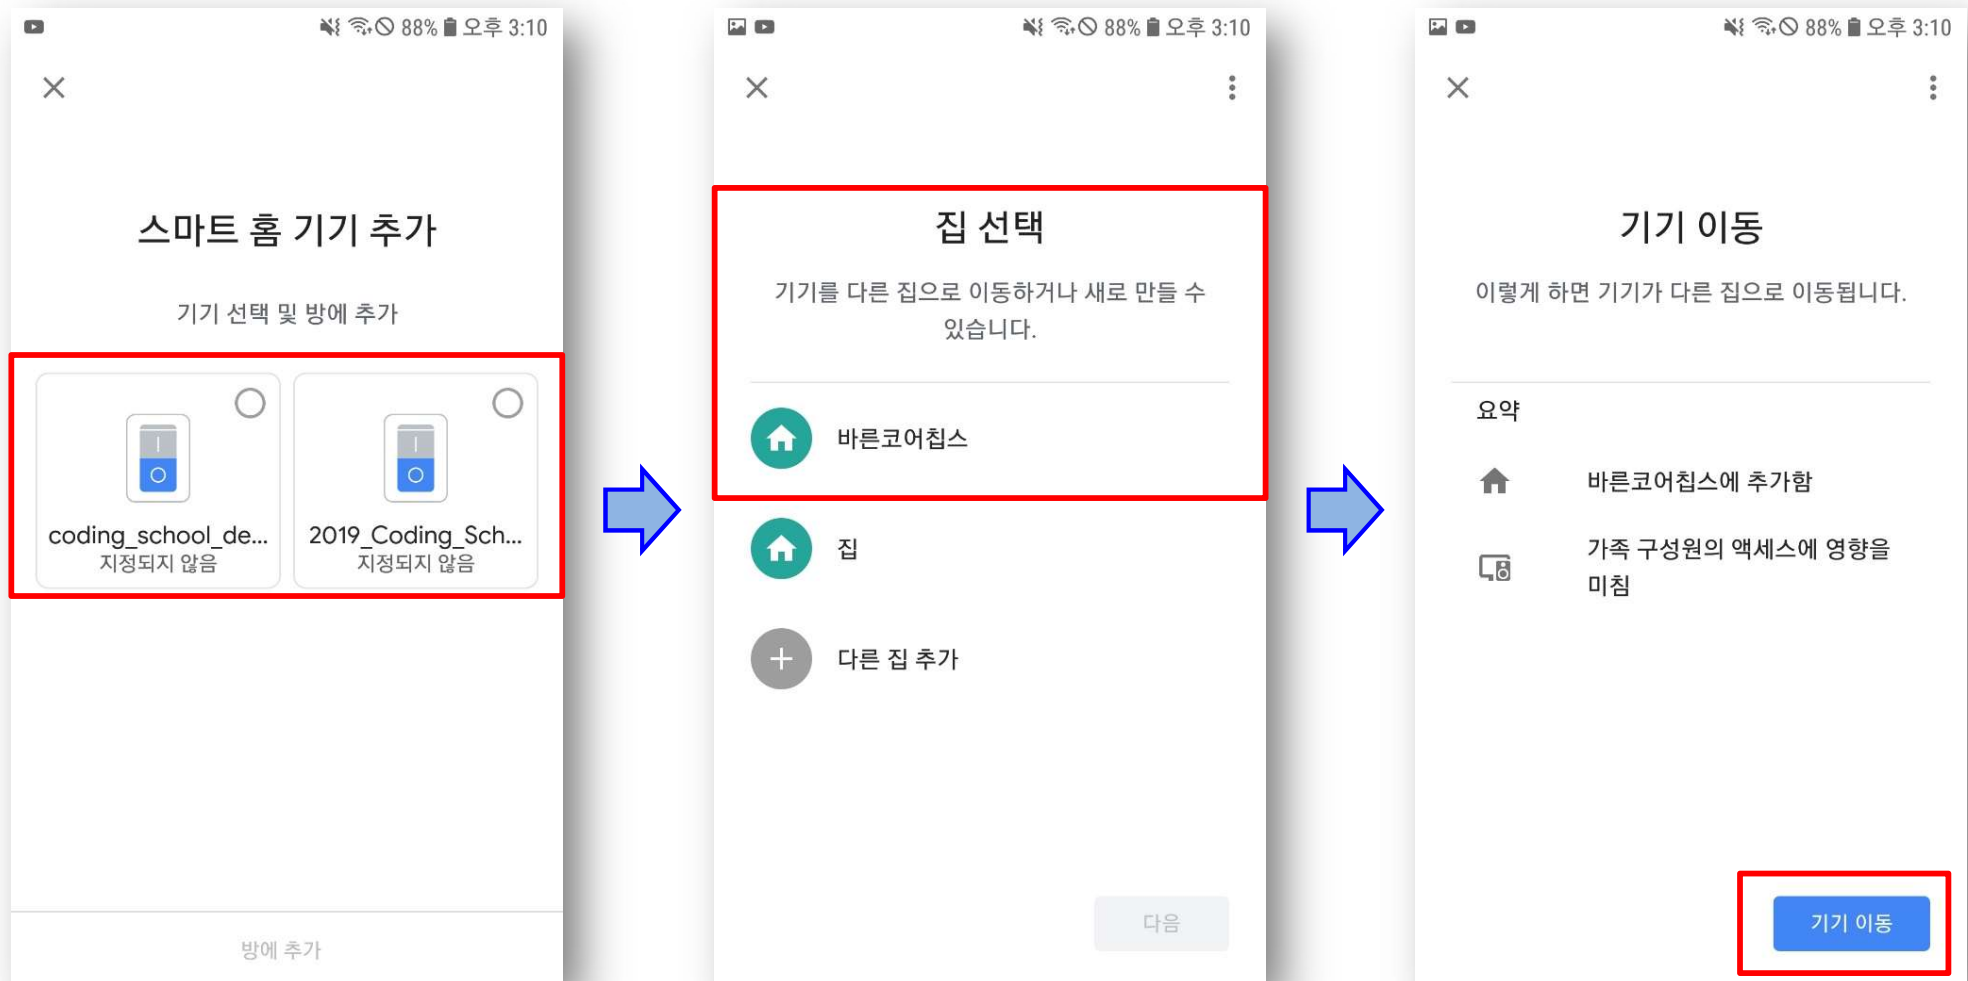 88% 오후 3:10
스마트 홈 기기 추가
기기 선택 및 방에 추가
coding_school_de...
지정되지 않음
2019_Coding_Sch...
지정되지 않음
방에 추가
88% 오후 3:10
집 선택
기기를 다른 집으로 이동하거나 새로 만들 수
있습니다.
바른코어칩스
집
다른 집 추가
다음
88% 오후 3:10
기기 이동
이렇게 하면 기기가 다른 집으로 이동됩니다.
요약
바른코어칩스에 추가함
가족 구성원의 액세스에 영향을
미침
기기 이동